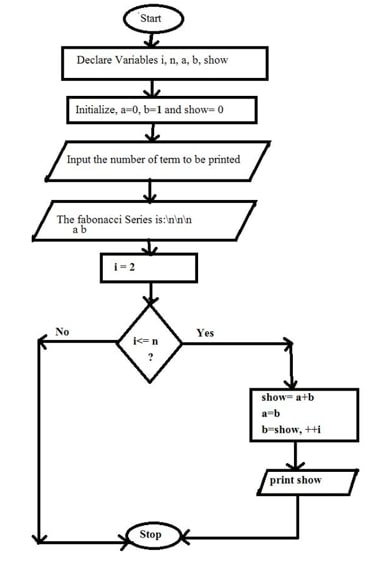 Start
Declare Variables i, n, a, b, show
Initialize, a=0, b=1 and show= 0
Input the number of term to be printed
The fabonacci Series is:\n\n\n
a b
i = 2
No
i<= n
?
Yes
show= a+b
a=b
b=show, ++i
print show
Stop